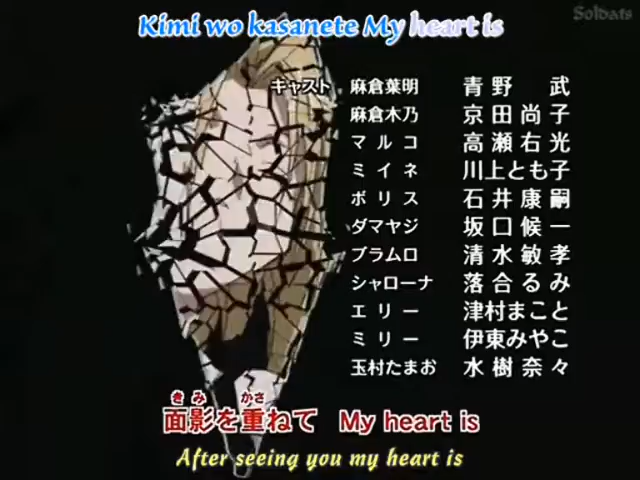 Soldats
Kimi wo kasanete My heart is
キャスト 麻倉葉明 青野 武
麻倉木乃 京田尚子
マルコ 高瀬右光
ミイネ 川上とも子
ボリス 石井康嗣
ダマヤジ 坂口候一
ブラムロ 清水敏孝
シャローナ 落合るみ
エリー 津村まこと
ミリー 伊東みやこ
玉村たまお 水樹奈々
きみ かさ
面影を重ねて My heart is
After seeing you my heart is